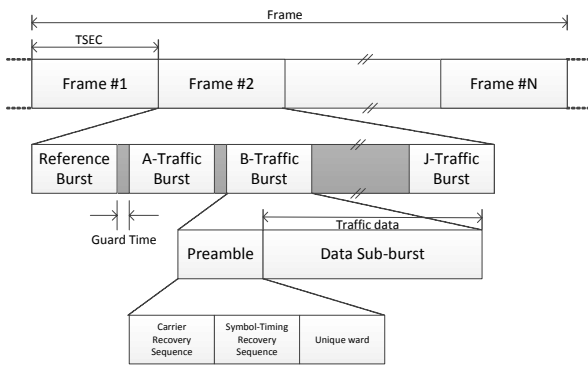 Frame
TSEC
Frame #1
Frame #2
Frame #N
Reference
Burst
A-Traffic
Burst
B-Traffic
Burst
J-Traffic
Burst
Guard Time
Traffic data
Preamble
Data Sub-burst
Carrier
Recovery
Sequence
Symbol-Timing
Recovery
Sequence
Unique ward